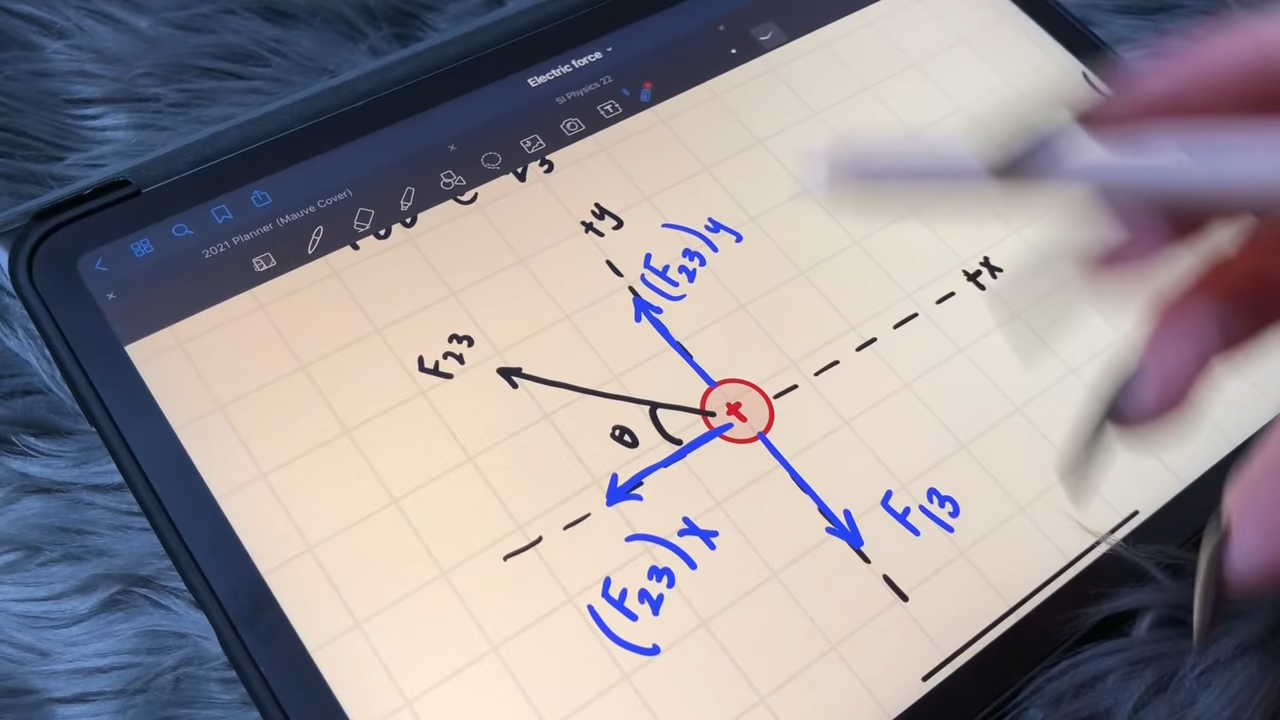 Electric force
SI Physics 22
2021 Planner (Mauve Cover)
+y
(F23)y
+x
F23
θ
+
F13
(F23)x